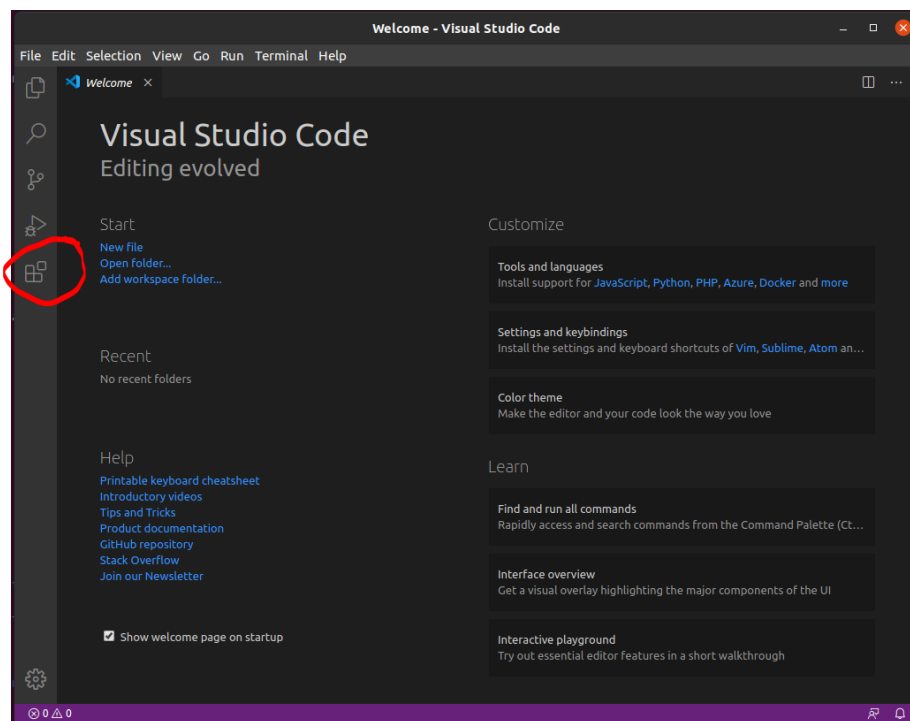 Welcome - Visual Studio Code
File Edit Selection View Go Run Terminal Help
Welcome
Visual Studio Code
Editing evolved
Start
New file
Open folder...
Add workspace folder...
Recent
No recent folders
Help
Printable keyboard cheatsheet
Introductory videos
Tips and Tricks
Product documentation
GitHub repository
Stack Overflow
Join our Newsletter
Show welcome page on startup
Customize
Tools and languages
Install support for JavaScript, Python, PHP, Azure, Docker and more
Settings and keybindings
Install the settings and keyboard shortcuts of Vim, Sublime, Atom an...
Color theme
Make the editor and your code look the way you love
Learn
Find and run all commands
Rapidly access and search commands from the Command Palette (Ct...
Interface overview
Get a visual overlay highlighting the major components of the UI
Interactive playground
Try out essential editor features in a short walkthrough
0 0